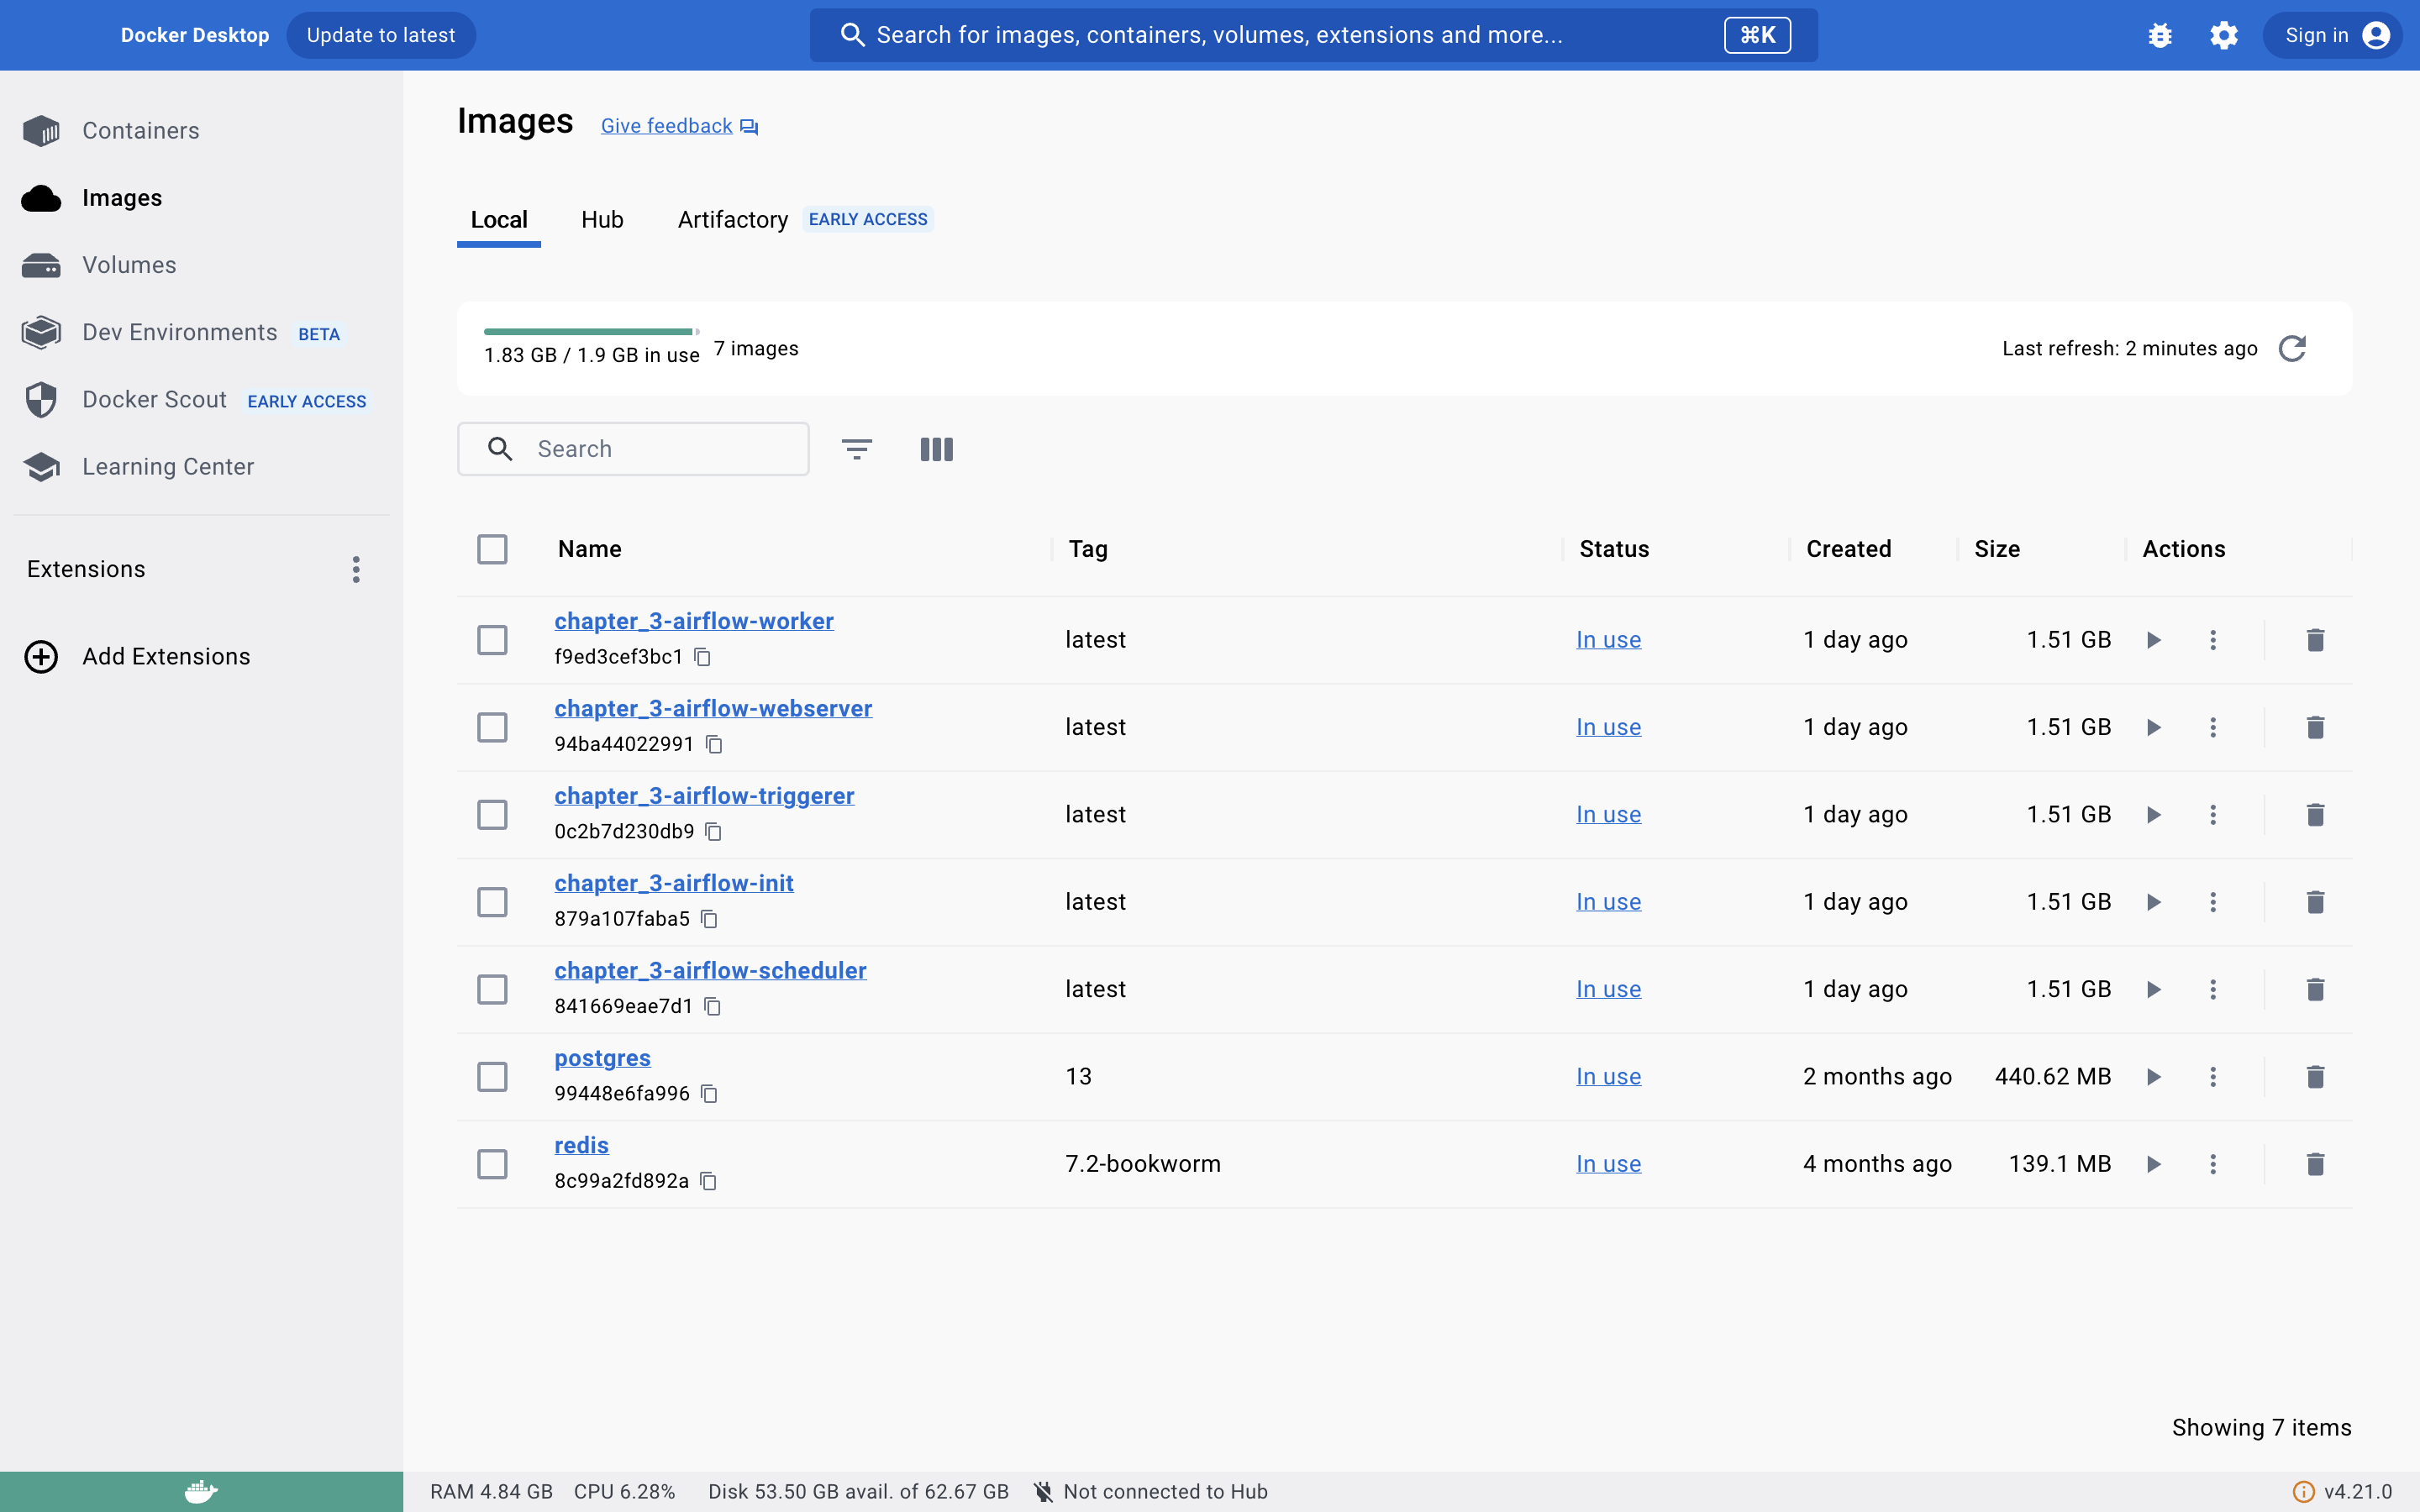 Docker Desktop Update to latest Search for images, containers, volumes, extensions and more... ⌘K Sign in
Containers
Images
Volumes
Dev Environments BETA
Docker Scout EARLY ACCESS
Learning Center
Extensions
Add Extensions
Images Give feedback
Local Hub Artifactory EARLY ACCESS
1.83 GB / 1.9 GB in use 7 images Last refresh: 2 minutes ago
Search
Name Tag Status Created Size Actions
chapter_3-airflow-worker
f9ed3cef3bc1 latest In use 1 day ago 1.51 GB
chapter_3-airflow-webserver
94ba44022991 latest In use 1 day ago 1.51 GB
chapter_3-airflow-triggerer
0c2b7d230db9 latest In use 1 day ago 1.51 GB
chapter_3-airflow-init
879a107faba5 latest In use 1 day ago 1.51 GB
chapter_3-airflow-scheduler
841669eae7d1 latest In use 1 day ago 1.51 GB
postgres
99448e6fa996 13 In use 2 months ago 440.62 MB
redis
8c99a2fd892a 7.2-bookworm In use 4 months ago 139.1 MB
Showing 7 items
RAM 4.84 GB CPU 6.28% Disk 53.50 GB avail. of 62.67 GB Not connected to Hub v4.21.0